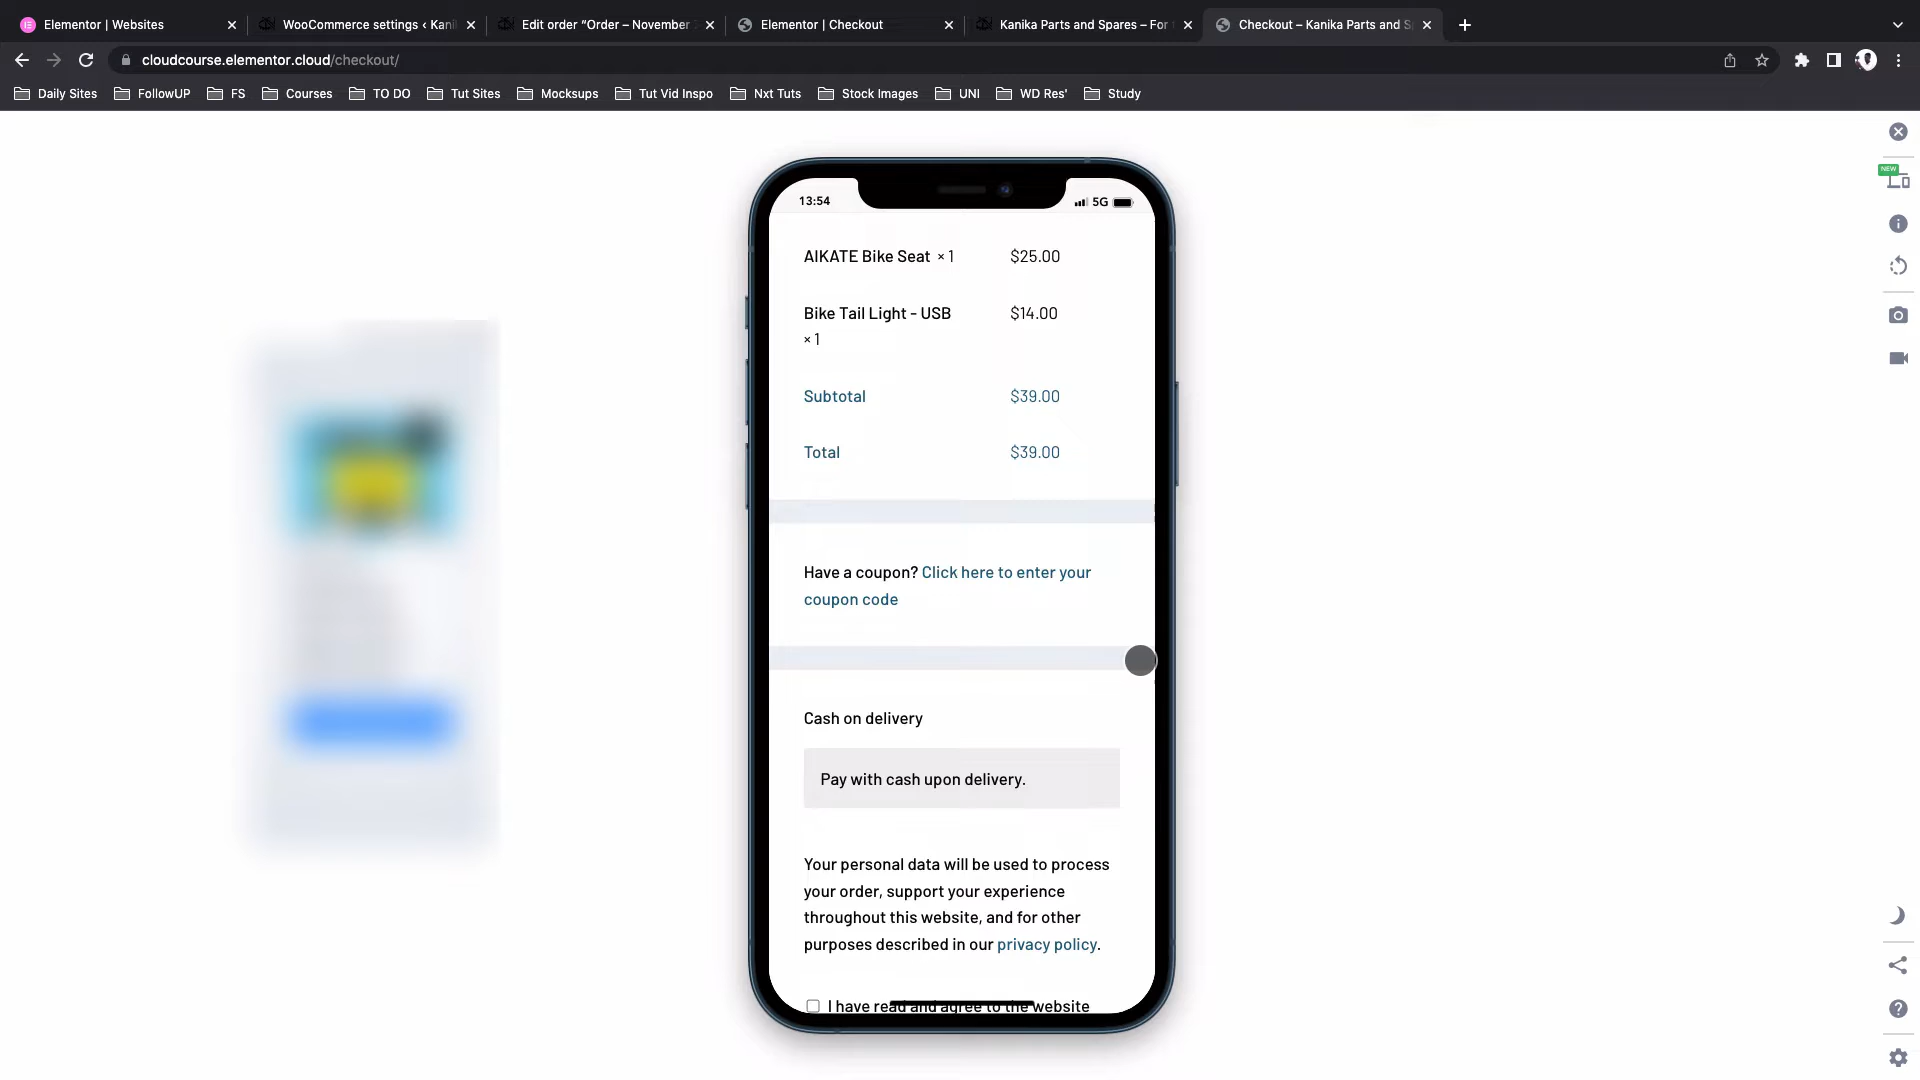 Elementor | Websites
WooCommerce settings ‹ Kani
Edit order “Order – November
Elementor | Checkout
Kanika Parts and Spares – For
Checkout – Kanika Parts and S
cloudcourse.elementor.cloud/checkout/
Daily Sites
FollowUP
FS
Courses
TO DO
Tut Sites
Mocksups
Tut Vid Inspo
Nxt Tuts
Stock Images
UNI
WD Res'
Study
NEW
13:54
5G
AIKATE Bike Seat × 1 $25.00
Bike Tail Light - USB $14.00
× 1
Subtotal $39.00
Total $39.00
Have a coupon? Click here to enter your
coupon code
Cash on delivery
Pay with cash upon delivery.
Your personal data will be used to process
your order, support your experience
throughout this website, and for other
purposes described in our privacy policy.
I have read and agree to the website